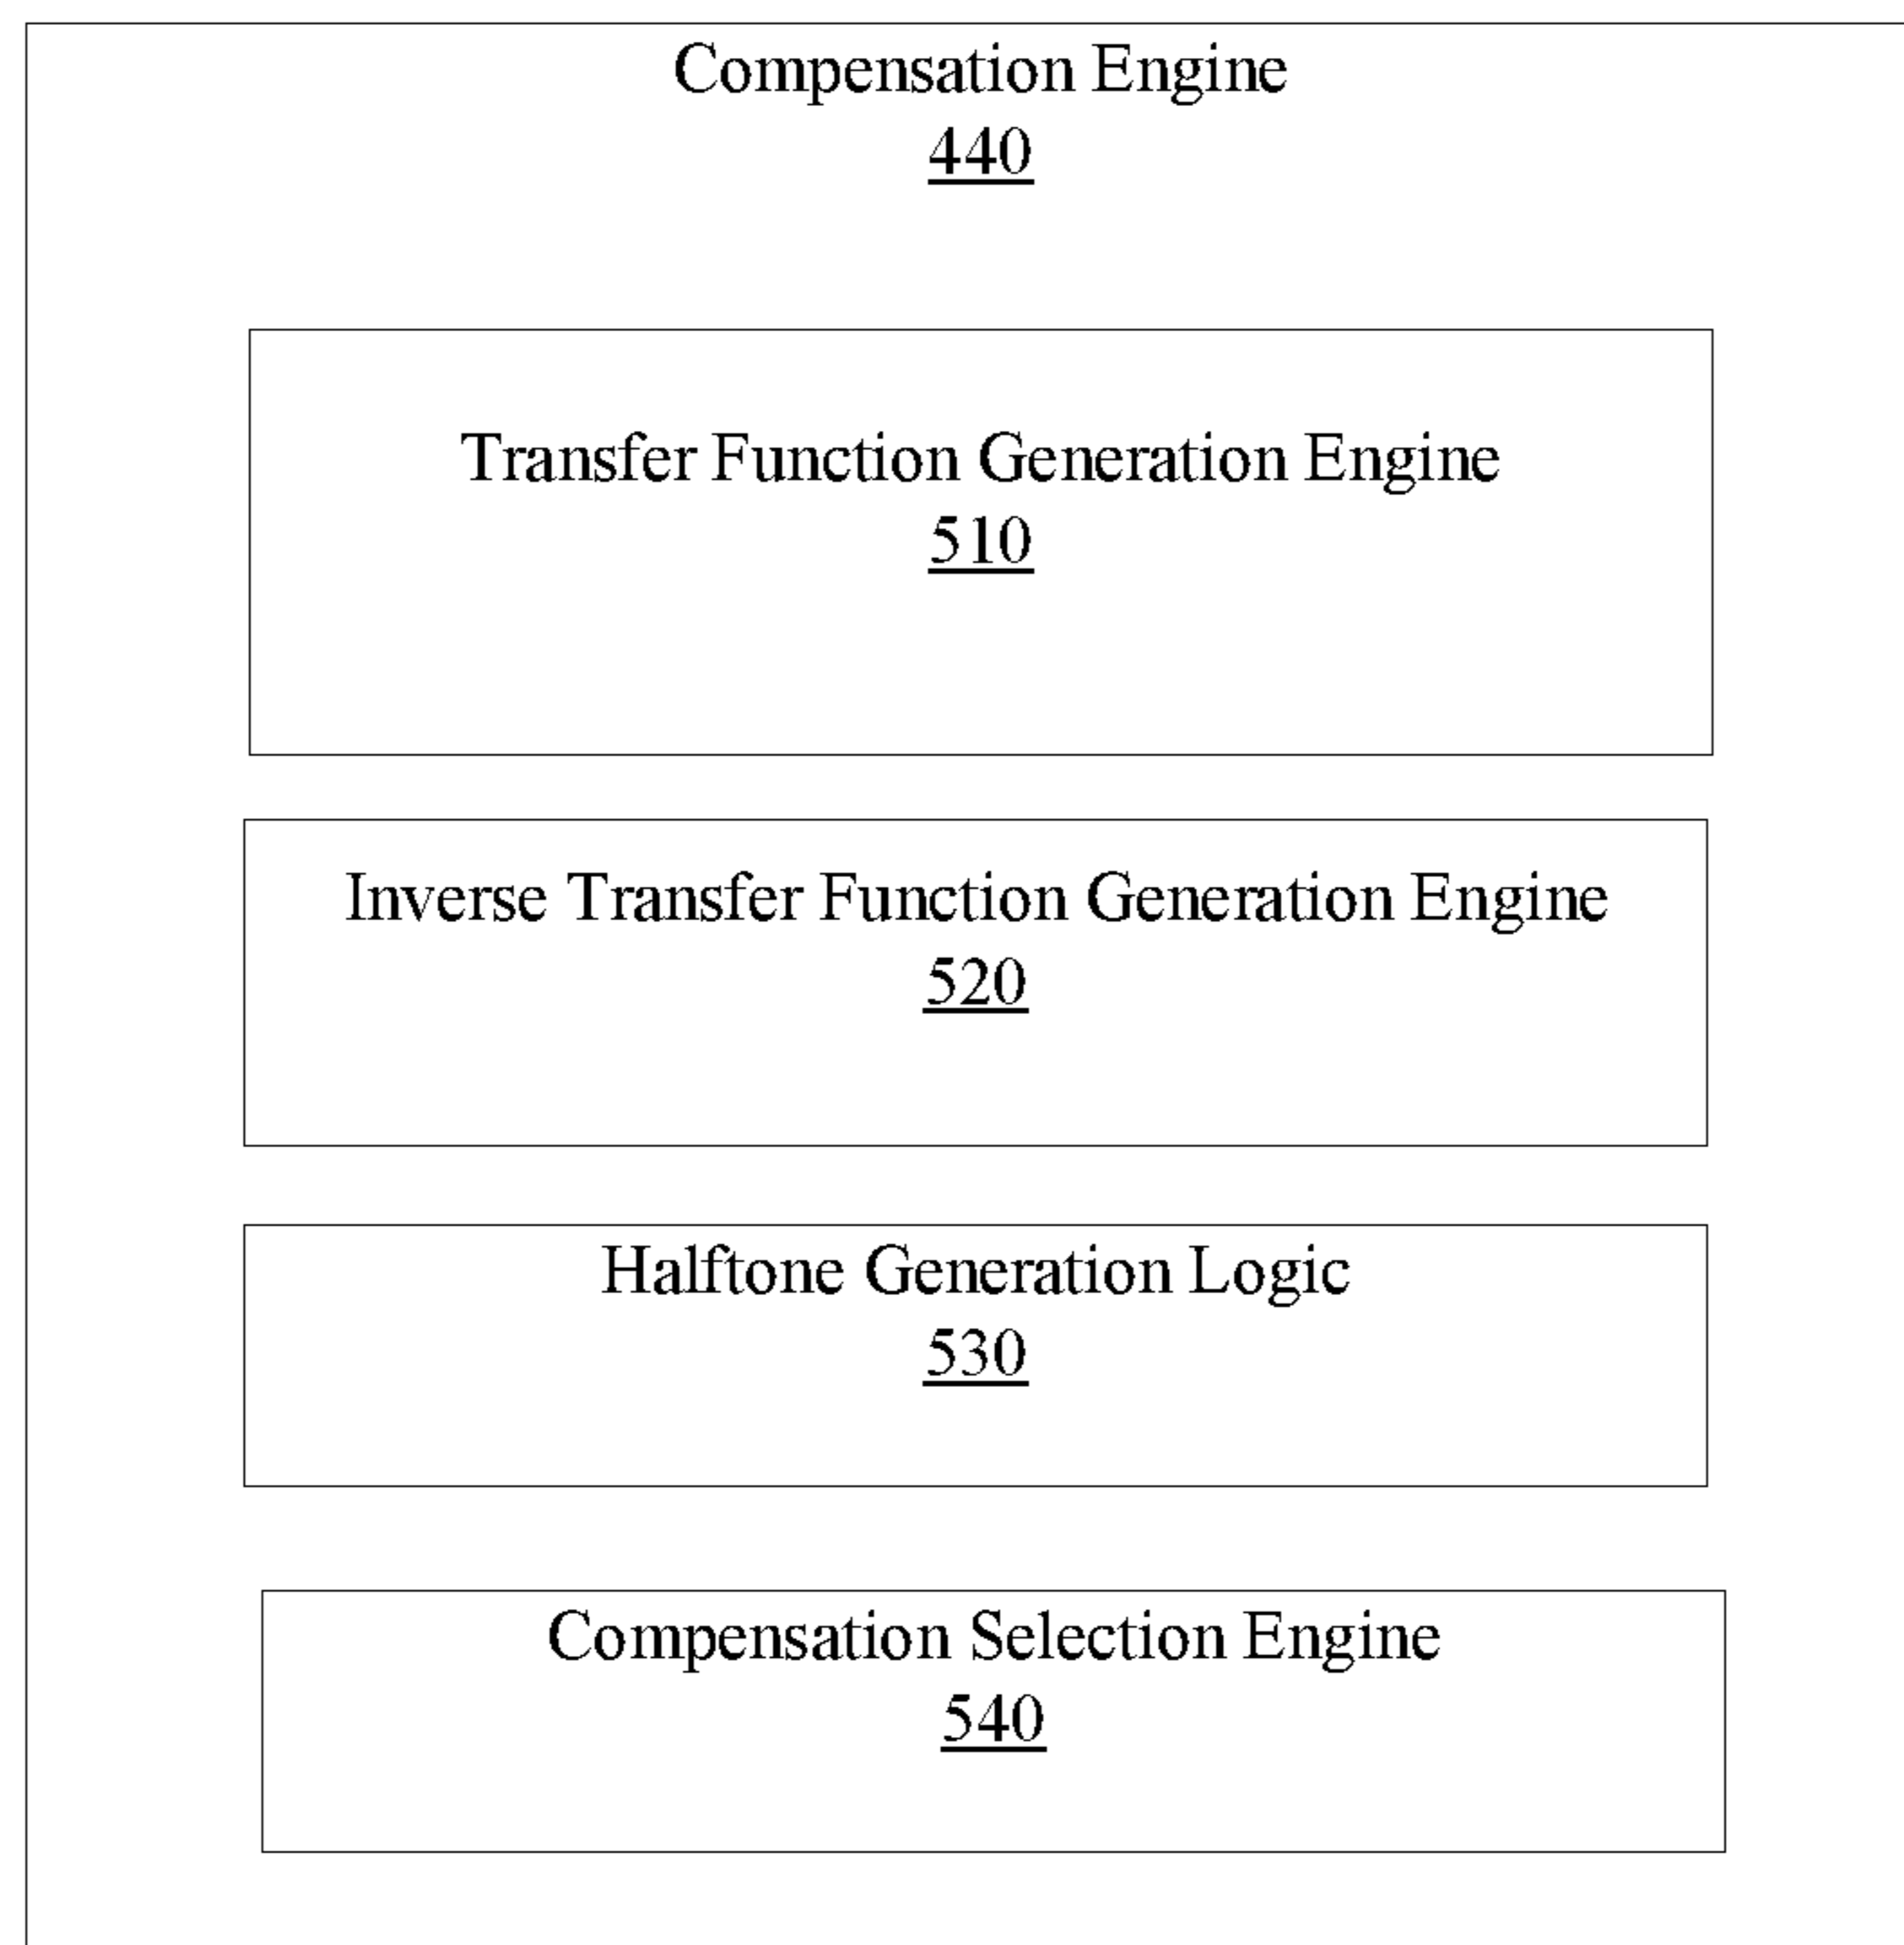 Compensation Engine
440
Transfer Function Generation Engine
510
Inverse Transfer Function Generation Engine
520
Halftone Generation Logic
530
Compensation Selection Engine
540